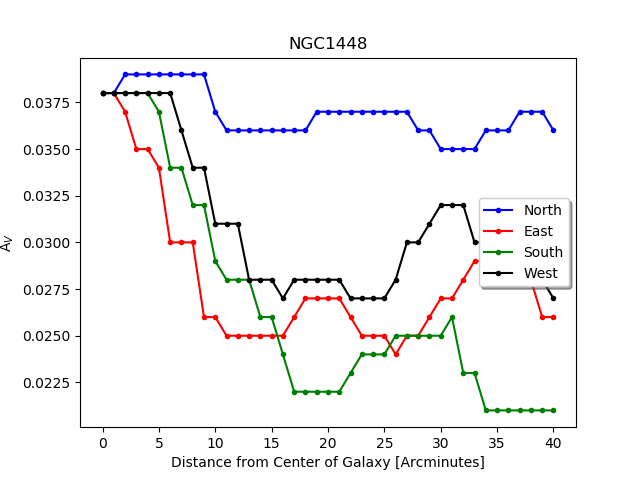 NGC1448
0.0375
0.0350
0.0325
0.0300
0.0275
0.0250
0.0225
A_V
North
East
South
West
0 5 10 15 20 25 30 35 40
Distance from Center of Galaxy [Arcminutes]